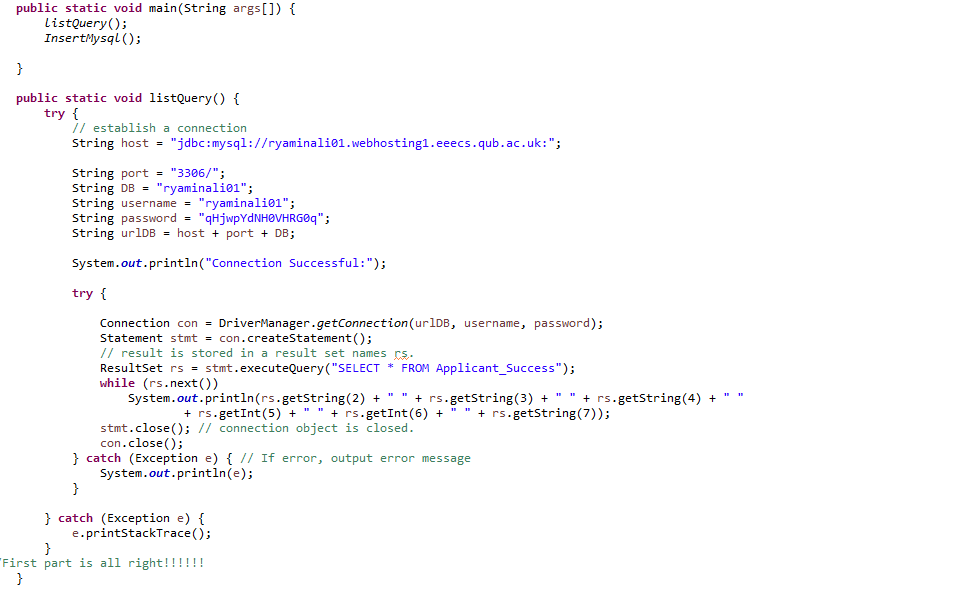 public static void main(String args[]) {
listQuery();
InsertMysql();
}
public static void listQuery() {
try {
// establish a connection
String host = "jdbc:mysql://ryaminali01.webhosting1.eeecs.qub.ac.uk:";
String port = "3306/";
String DB = "ryaminali01";
String username = "ryaminali01";
String password = "qHjwpYdNH0VHRG0q";
String urlDB = host + port + DB;
System.out.println("Connection Successful:");
try {
Connection con = DriverManager.getConnection(urlDB, username, password);
Statement stmt = con.createStatement();
// result is stored in a result set names rs.
ResultSet rs = stmt.executeQuery("SELECT * FROM Applicant_Success");
while (rs.next())
System.out.println(rs.getString(2) + " " + rs.getString(3) + " " + rs.getString(4) + " "
+ rs.getInt(5) + " " + rs.getInt(6) + " " + rs.getString(7));
stmt.close(); // connection object is closed.
con.close();
} catch (Exception e) { // If error, output error message
System.out.println(e);
}
} catch (Exception e) {
e.printStackTrace();
}
/First part is all right!!!!!!
}